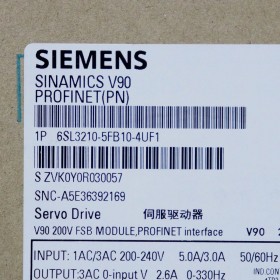 SIEMENS
SINAMICS V90
PROFINET(PN)
1P 6SL3210-5FB10-4UF1
S ZVK0Y0R030057
SNC-A5E36392169
Servo Drive 伺服驱动器
V90 200V FSB MODULE,PROFINET interface V90
INPUT: 1AC/3AC 200-240V 5.0A/3.0A 50/60Hz
OUTPUT:3AC 0-input V 2.6A 0-330Hz